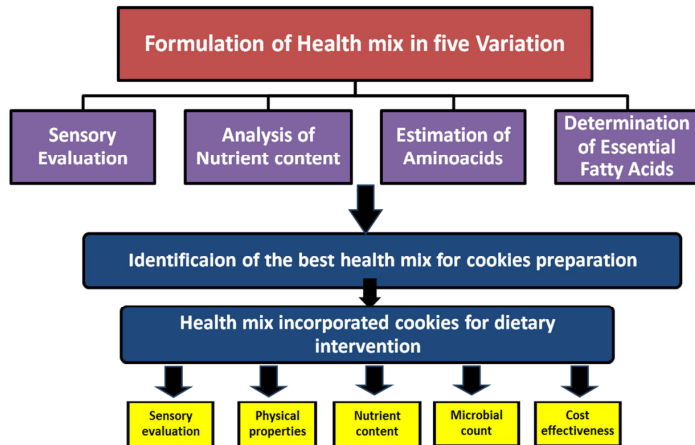 Formulation of Health mix in five Variation
Sensory
Evaluation
Analysis of
Nutrient content
Estimation of
Aminoacids
Determination
of Essential
Fatty Acids
Identificaion of the best health mix for cookies preparation
Health mix incorporated cookies for dietary
intervention
Sensory
evaluation
Physical
properties
Nutrient
content
Microbial
count
Cost
effectiveness